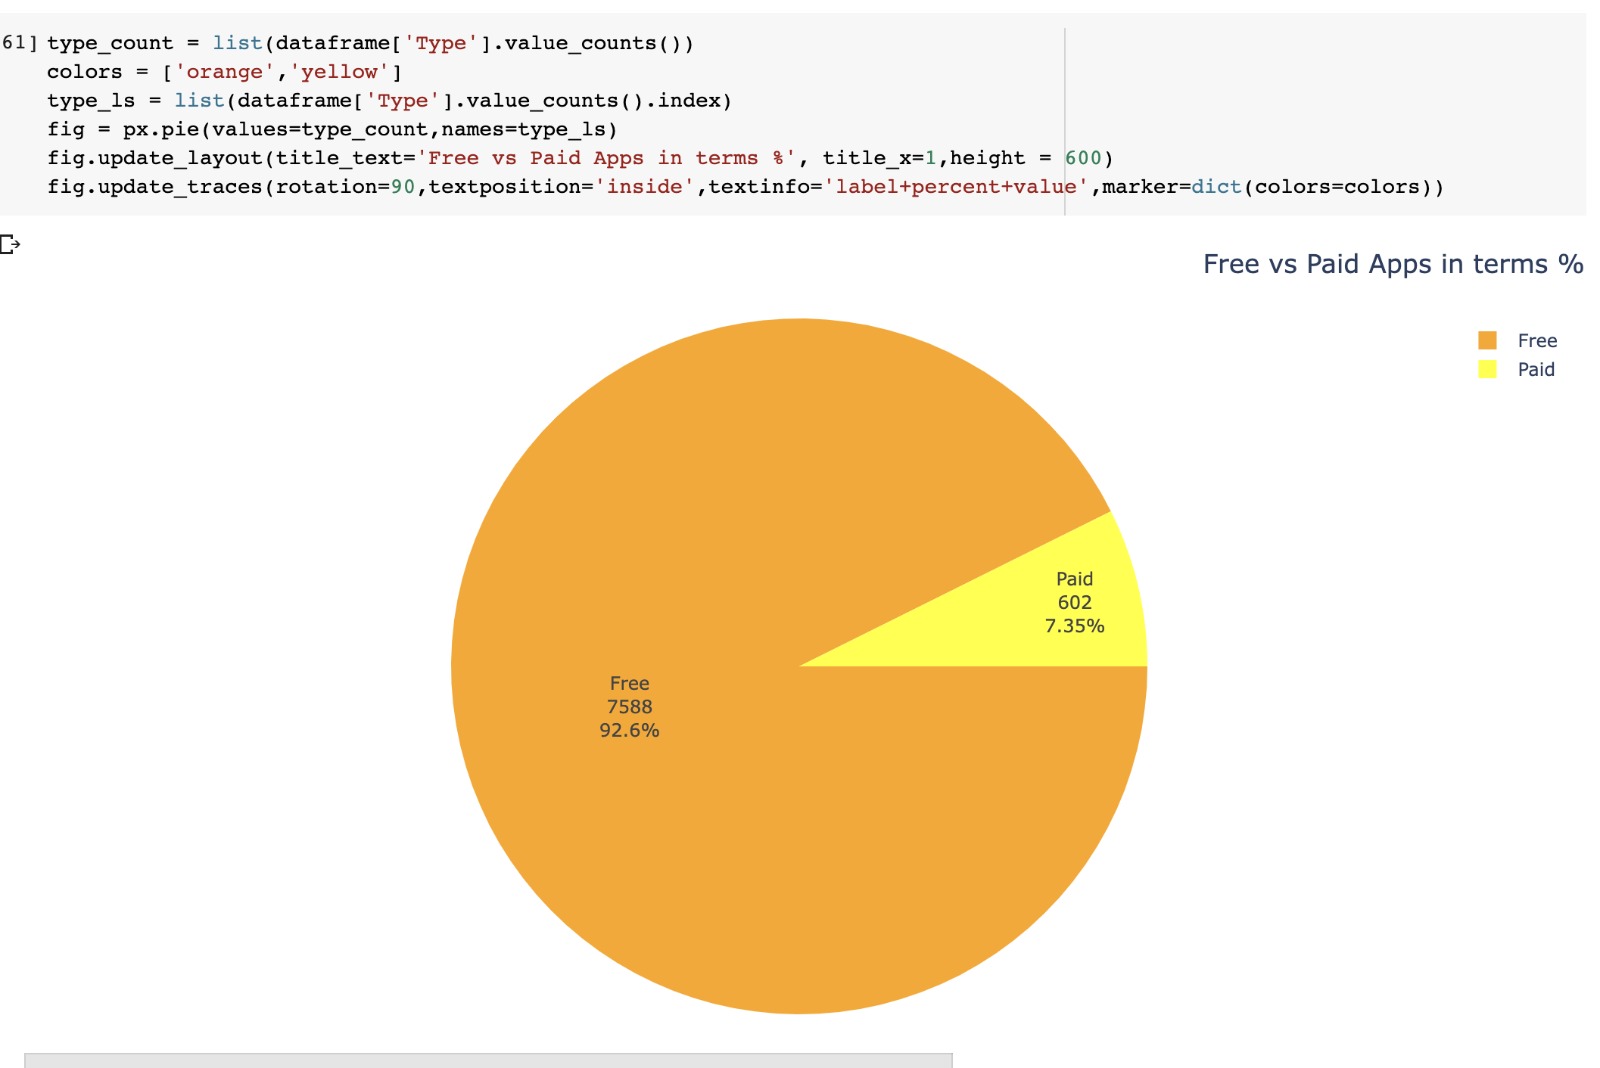 61] type_count = list(dataframe['Type'].value_counts())
colors = ['orange','yellow']
type_ls = list(dataframe['Type'].value_counts().index)
fig = px.pie(values=type_count,names=type_ls)
fig.update_layout(title_text='Free vs Paid Apps in terms %', title_x=1,height = 600)
fig.update_traces(rotation=90,textposition='inside',textinfo='label+percent+value',marker=dict(colors=colors))
Free vs Paid Apps in terms %
Free
Paid
Paid
602
7.35%
Free
7588
92.6%